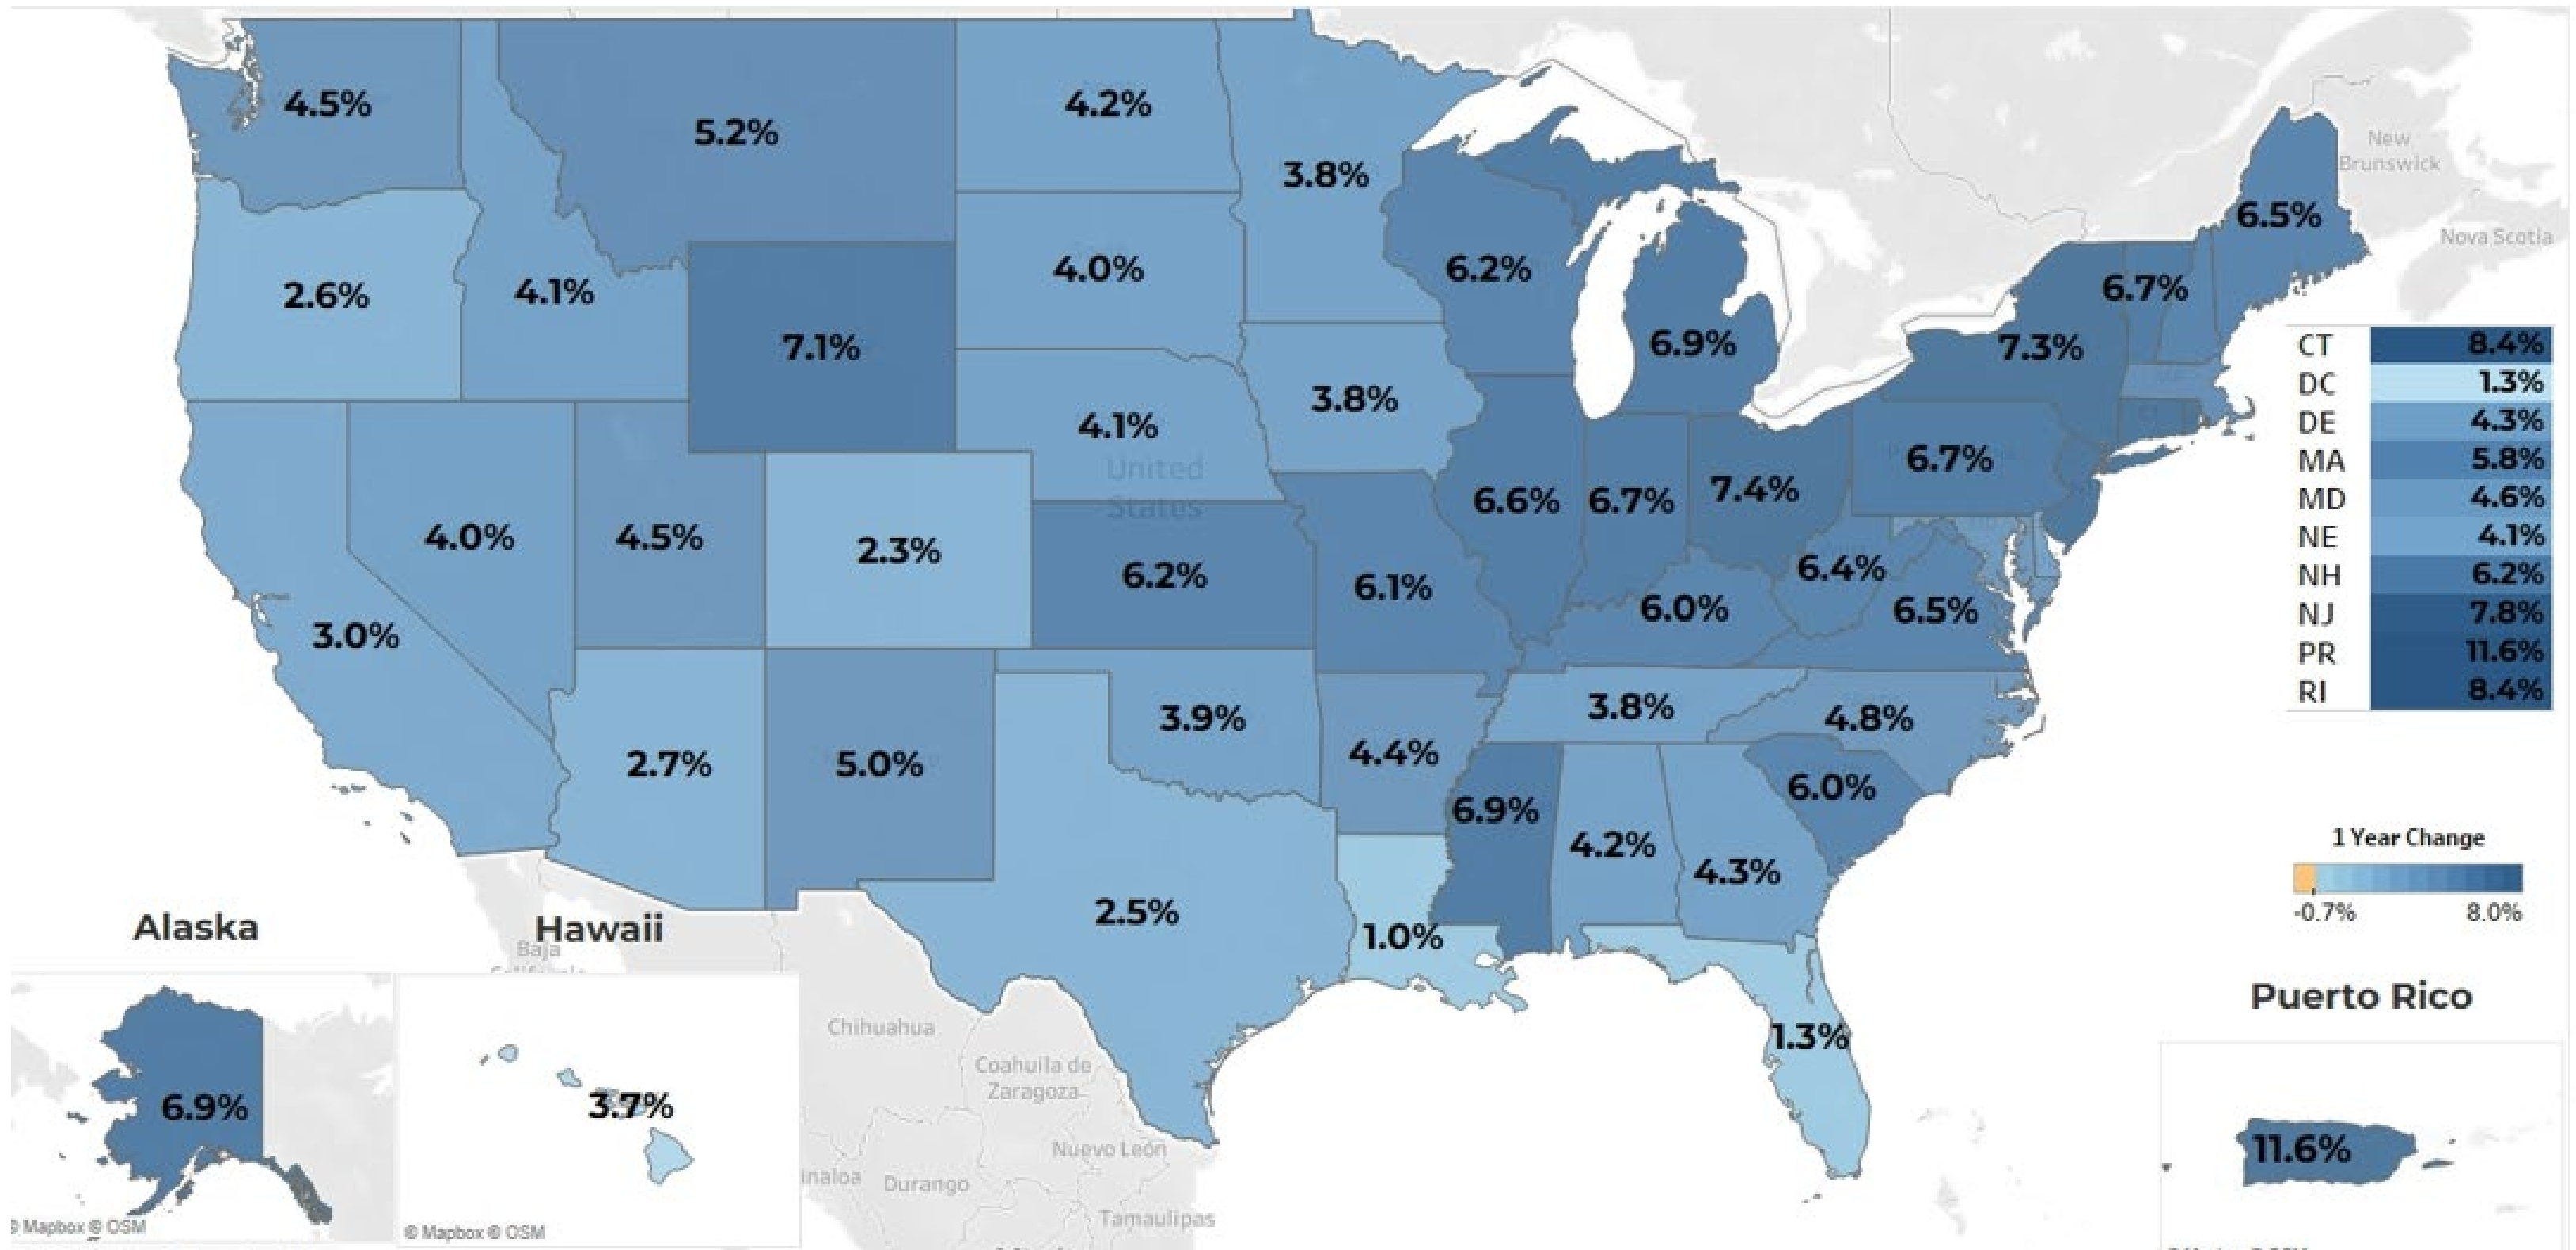 4.5%
5.2%
4.2%
3.8%
New
Brunswick
6.5%
Nova Scotia
2.6%
4.1%
4.0%
6.2%
6.7%
7.1%
6.9%
7.3%
3.8%
4.1%
United
States
6.7%
CT 8.4%
DC 1.3%
DE 4.3%
MA 5.8%
MD 4.6%
NE 4.1%
NH 6.2%
NJ 7.8%
PR 11.6%
RI 8.4%
4.0%
4.5%
2.3%
6.6%
6.7%
7.4%
6.2%
6.1%
6.4%
6.0%
6.5%
3.0%
2.7%
5.0%
3.9%
3.8%
4.8%
4.4%
6.9%
6.0%
4.2%
4.3%
2.5%
1.0%
1.3%
1 Year Change
-0.7% 8.0%
Alaska
Hawaii
Baja
Chihuahua
Coahuila de
Zaragoza
Nuevo León
Durango
Tamaulipas
6.9%
3.7%
© Mapbox © OSM
© Mapbox © OSM
Puerto Rico
11.6%